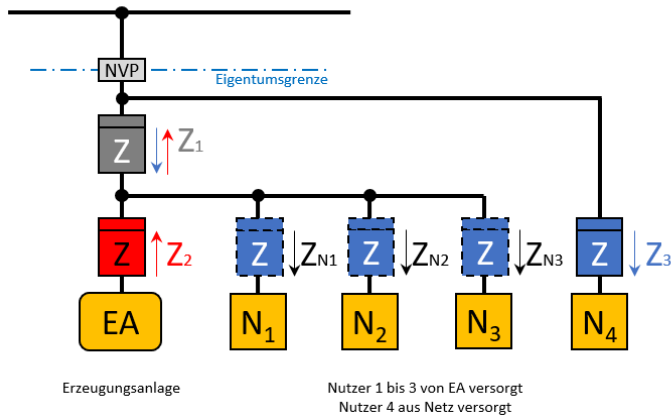 NVP
Eigentumsgrenze
Z Z1
Z Z2 Z ZN1 Z ZN2 Z ZN3 Z Z3
EA N1 N2 N3 N4
Erzeugungsanlage Nutzer 1 bis 3 von EA versorgt
Nutzer 4 aus Netz versorgt